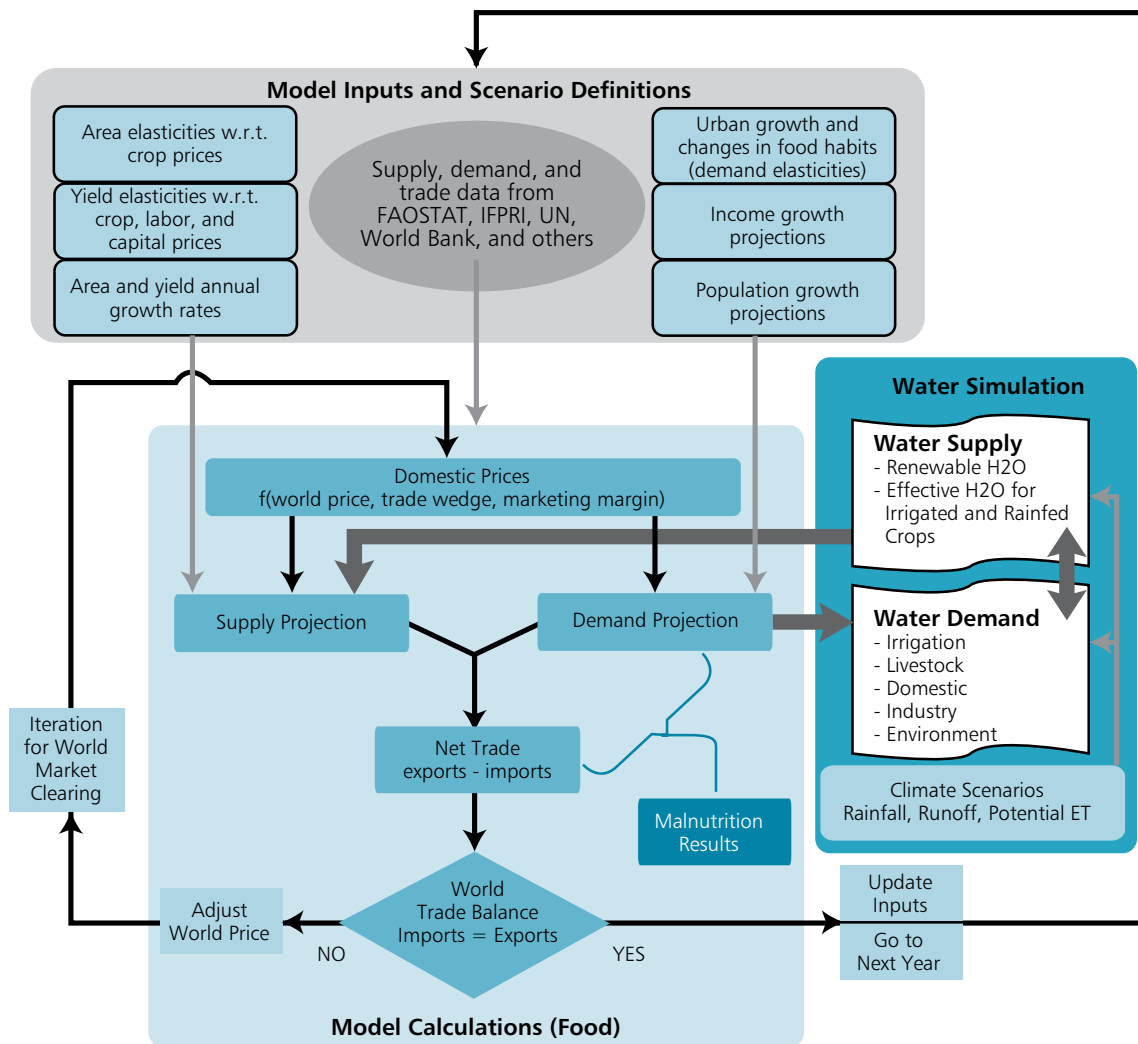 Model Inputs and Scenario Definitions
Area elasticities w.r.t.
crop prices
Yield elasticities w.r.t.
crop, labor, and
capital prices
Area and yield annual
growth rates
Supply, demand, and
trade data from
FAOSTAT, IFPRI, UN,
World Bank, and others
Urban growth and
changes in food habits
(demand elasticities)
Income growth
projections
Population growth
projections
Water Simulation
Water Supply
- Renewable H2O
- Effective H2O for
Irrigated and Rainfed
Crops
Water Demand
- Irrigation
- Livestock
- Domestic
- Industry
- Environment
Climate Scenarios
Rainfall, Runoff, Potential ET
Domestic Prices
f(world price, trade wedge, marketing margin)
Supply Projection
Demand Projection
Net Trade
exports - imports
Malnutrition
Results
Iteration
for World
Market
Clearing
World
Trade Balance
Imports = Exports
Adjust
World Price
NO
YES
Update
Inputs
Go to
Next Year
Model Calculations (Food)